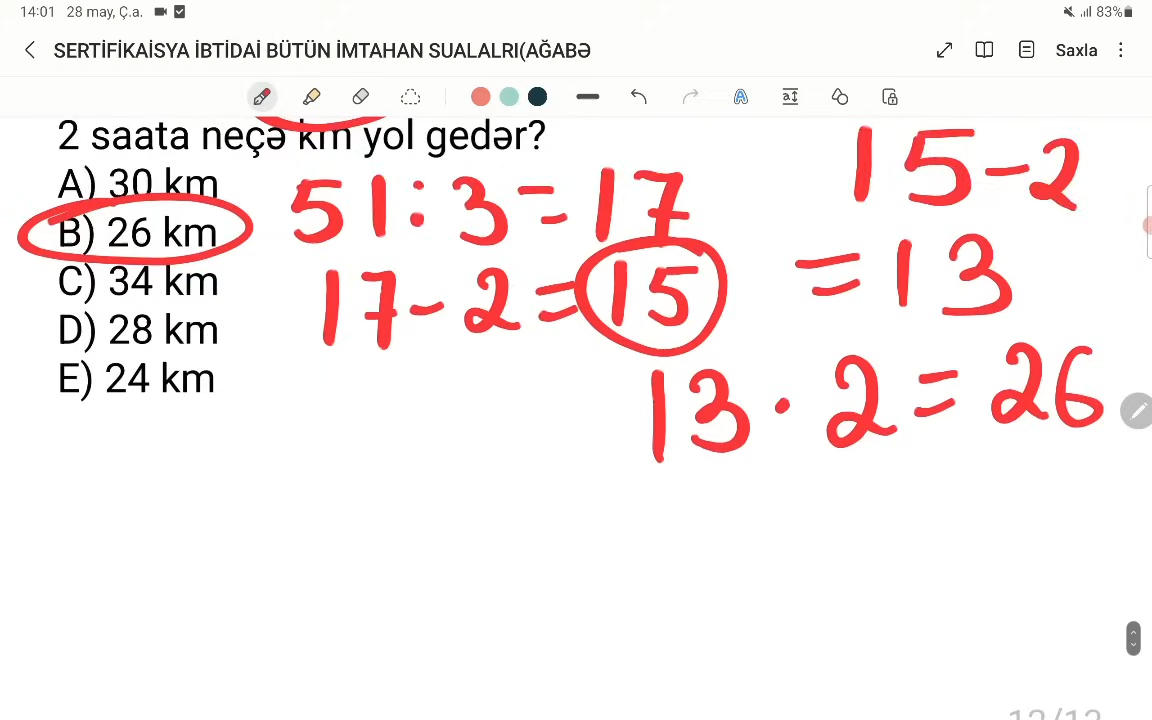 14:01 28 may, Ç.a. 83%
SERTİFİKAİSYA İBTİDAİ BÜTÜN İMTAHAN SUALALRI(AĞABƏ Saxla
2 saata neçə km yol gedər?
A) 30 km
B) 26 km
C) 34 km
D) 28 km
E) 24 km
51:3=17
17-2=15
15-2
=13
13·2=26
12/12